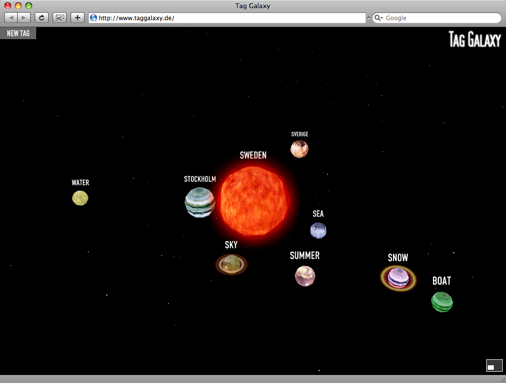 Tag Galaxy
http://www.taggalaxy.de/
Google
NEW TAG
TAG GALAXY
SVERIGE
SWEDEN
STOCKHOLM
WATER
SEA
SKY
SUMMER
SNOW
BOAT